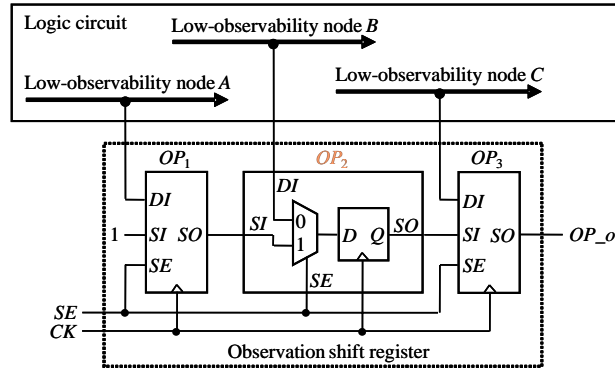 Logic circuit
Low-observability node B
Low-observability node A
Low-observability node C
OP1
OP2
OP3
DI
DI
DI
SI
0
1
SI
SO
1
D
Q
SO
SI
SO
OP_o
SE
SE
SE
SE
CK
Observation shift register